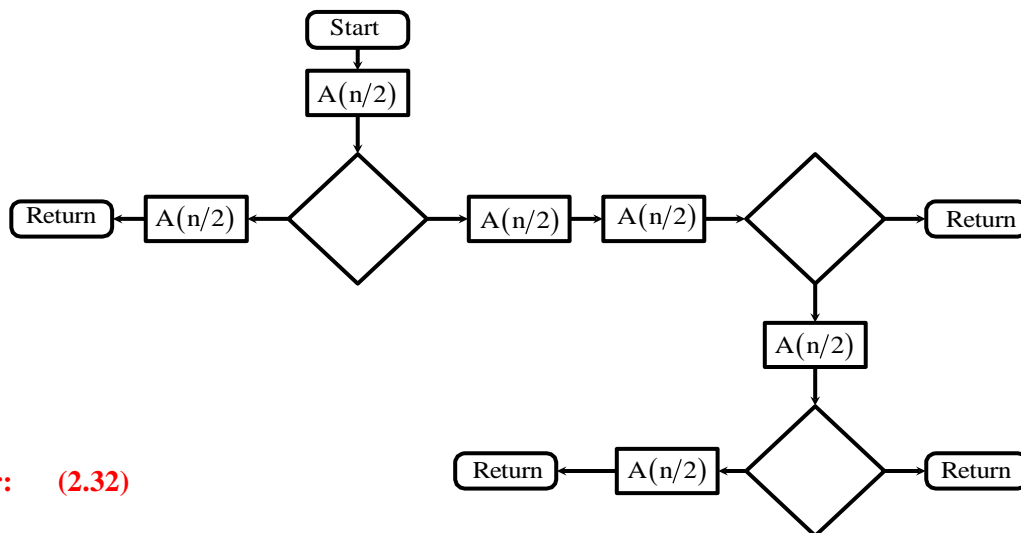 Start
A(n/2)
Return
A(n/2)
A(n/2)
A(n/2)
Return
A(n/2)
Return
A(n/2)
Return
: (2.32)